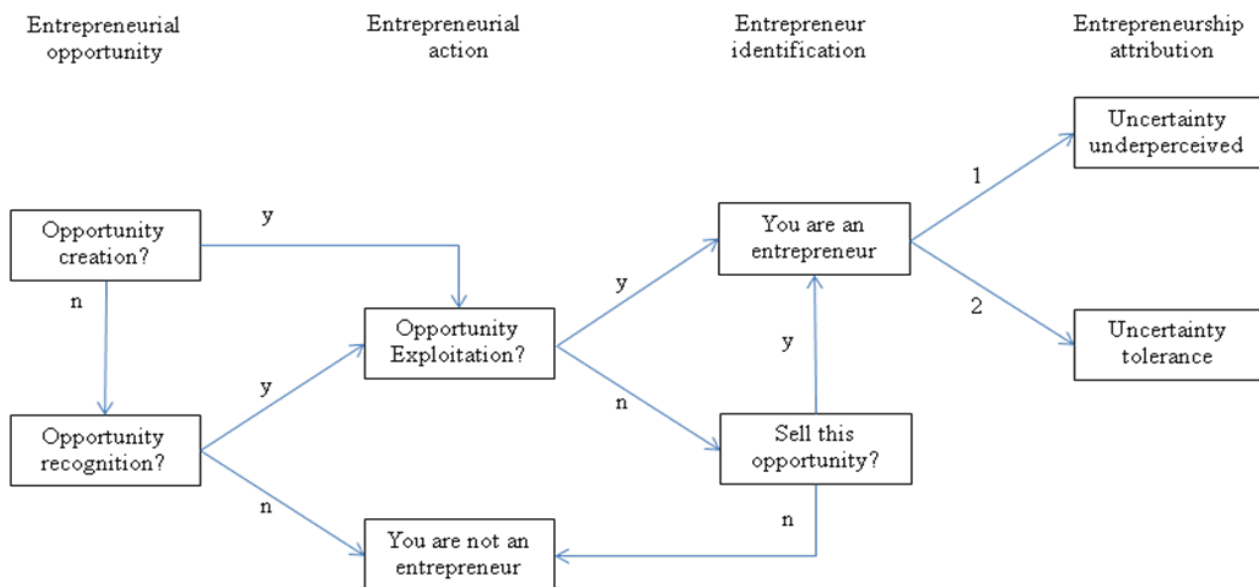 Entrepreneurial
opportunity
Entrepreneurial
action
Entrepreneur
identification
Entrepreneurship
attribution
Uncertainty
underperceived
1
Opportunity
creation?
y
You are an
entrepreneur
n
y
2
Opportunity
Exploitation?
Uncertainty
tolerance
y
y
n
Opportunity
recognition?
Sell this
opportunity?
n
n
You are not an
entrepreneur